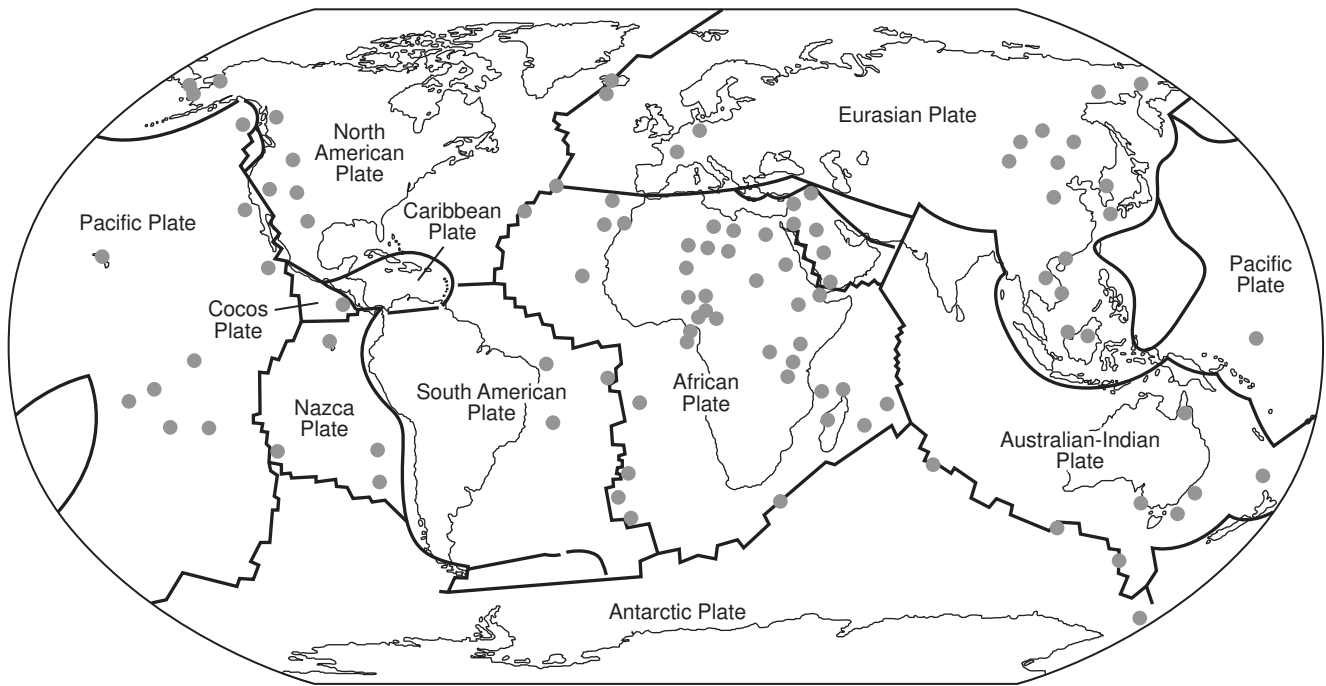 North
American
Plate
Eurasian Plate
Pacific Plate
Caribbean
Plate
Cocos
Plate
Pacific
Plate
South American
Plate
African
Plate
Nazca
Plate
Australian-Indian
Plate
Antarctic Plate